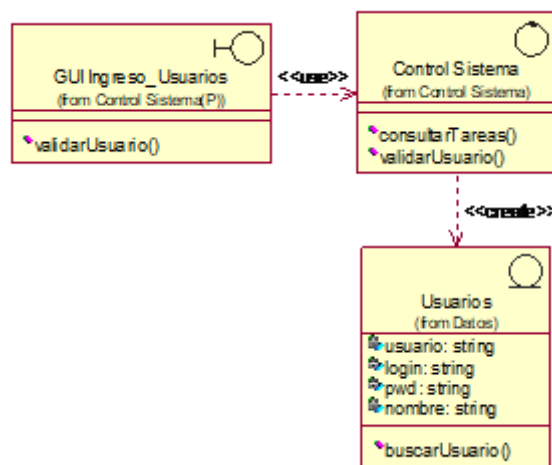 GUI Ingreso_Usuarios
(from Control Sistema(P))
validarUsuario()
<<use>>
Control Sistema
(from Control Sistema)
consultarTareas()
validarUsuario()
<<create>>
Usuarios
(from Datos)
usuario: string
login: string
pwd: string
nombre: string
buscarUsuario()